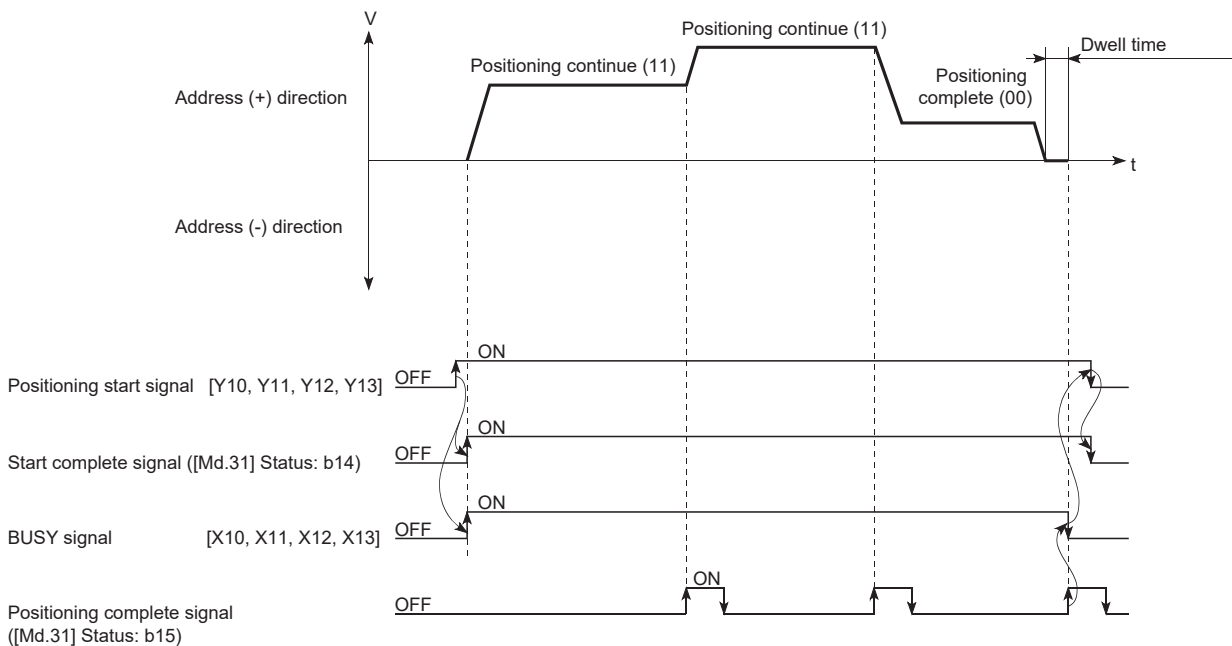 V
Positioning continue (11)
Dwell time
Positioning continue (11)
Positioning
complete (00)
Address (+) direction
t
Address (-) direction
ON
Positioning start signal [Y10, Y11, Y12, Y13] OFF
ON
Start complete signal ([Md.31] Status: b14) OFF
ON
BUSY signal [X10, X11, X12, X13] OFF
ON
OFF
Positioning complete signal
([Md.31] Status: b15)